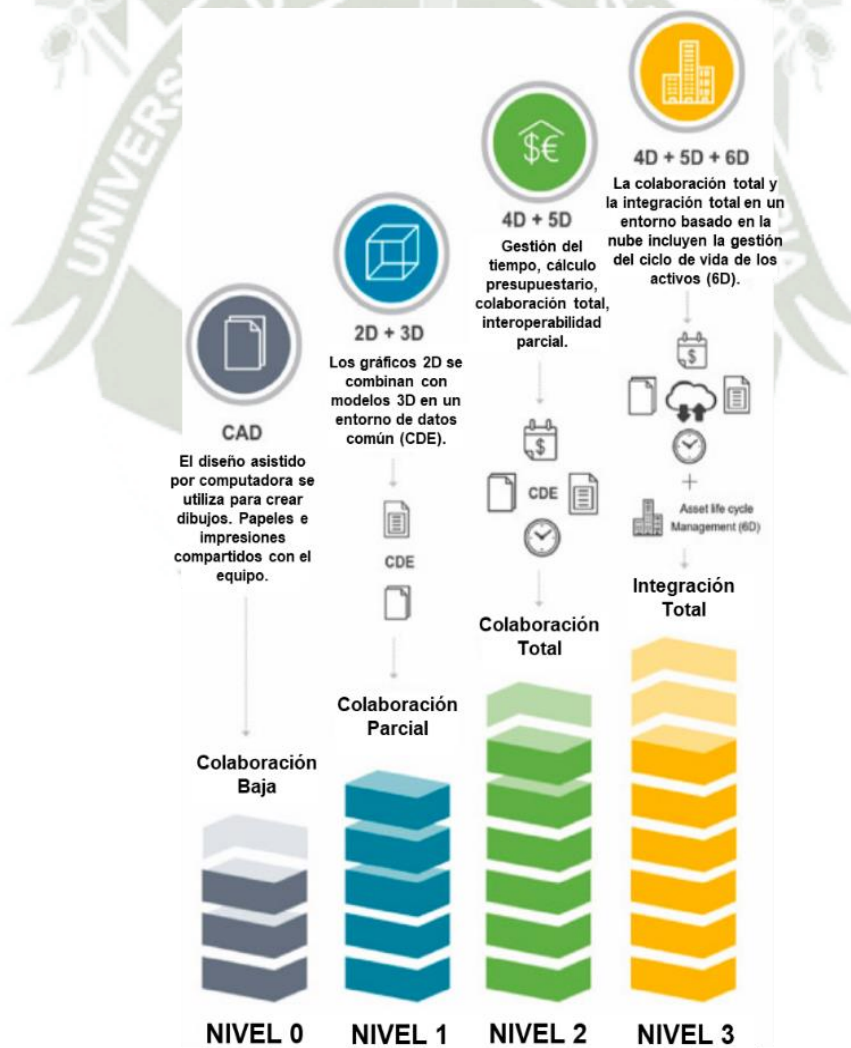 UNIVERS
CIA
CAD
El diseño asistido
por computadora se
utiliza para crear
dibujos. Papeles e
impresiones
compartidos con el
equipo.
Colaboración
Baja
NIVEL 0
2D + 3D
Los gráficos 2D se
combinan con
modelos 3D en un
entorno de datos
común (CDE).
CDE
Colaboración
Parcial
NIVEL 1
$€
4D + 5D
Gestión del
tiempo, cálculo
presupuestario,
colaboración total,
interoperabilidad
parcial.
$
CDE
Colaboración
Total
NIVEL 2
4D + 5D + 6D
La colaboración total y
la integración total en un
entorno basado en la
nube incluyen la gestión
del ciclo de vida de los
activos (6D).
$
+
Asset life cycle
Management (6D)
Integración
Total
NIVEL 3